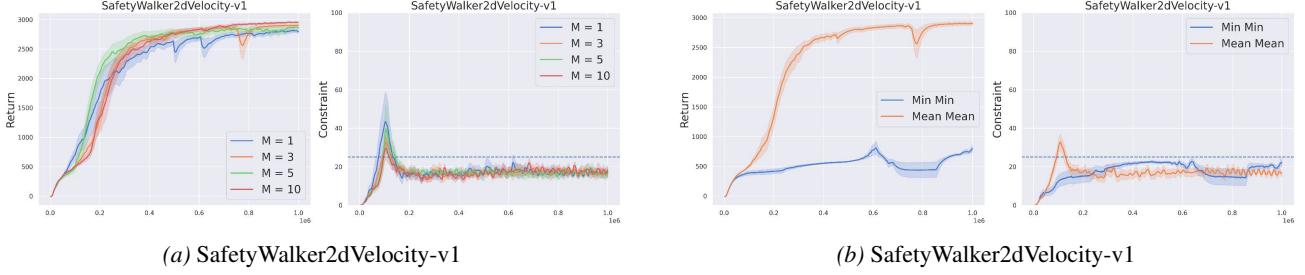 SafetyWalker2dVelocity-v1
Return
3000
2500
2000
1500
1000
500
0
0.0
0.2
0.4
0.6
0.8
1.0
1e6
M = 1
M = 3
M = 5
M = 10
SafetyWalker2dVelocity-v1
Constraint
100
80
60
40
20
0
0.0
0.2
0.4
0.6
0.8
1.0
1e6
M = 1
M = 3
M = 5
M = 10
(a) SafetyWalker2dVelocity-v1
SafetyWalker2dVelocity-v1
Return
3000
2500
2000
1500
1000
500
0
0.0
0.2
0.4
0.6
0.8
1.0
1e6
Min Min
Mean Mean
SafetyWalker2dVelocity-v1
Constraint
100
80
60
40
20
0
0.0
0.2
0.4
0.6
0.8
1.0
1e6
Min Min
Mean Mean
(b) SafetyWalker2dVelocity-v1